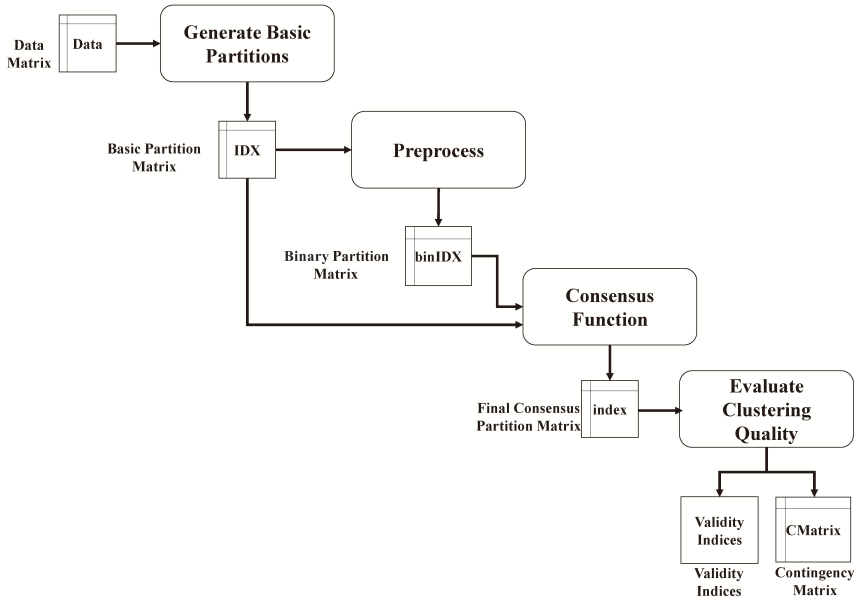 Data
Matrix
Data
Generate Basic
Partitions
Basic Partition
Matrix
IDX
Preprocess
Binary Partition
Matrix
binIDX
Consensus
Function
Final Consensus
Partition Matrix
index
Evaluate
Clustering
Quality
Validity
Indices
CMatrix
Validity
Indices
Contingency
Matrix